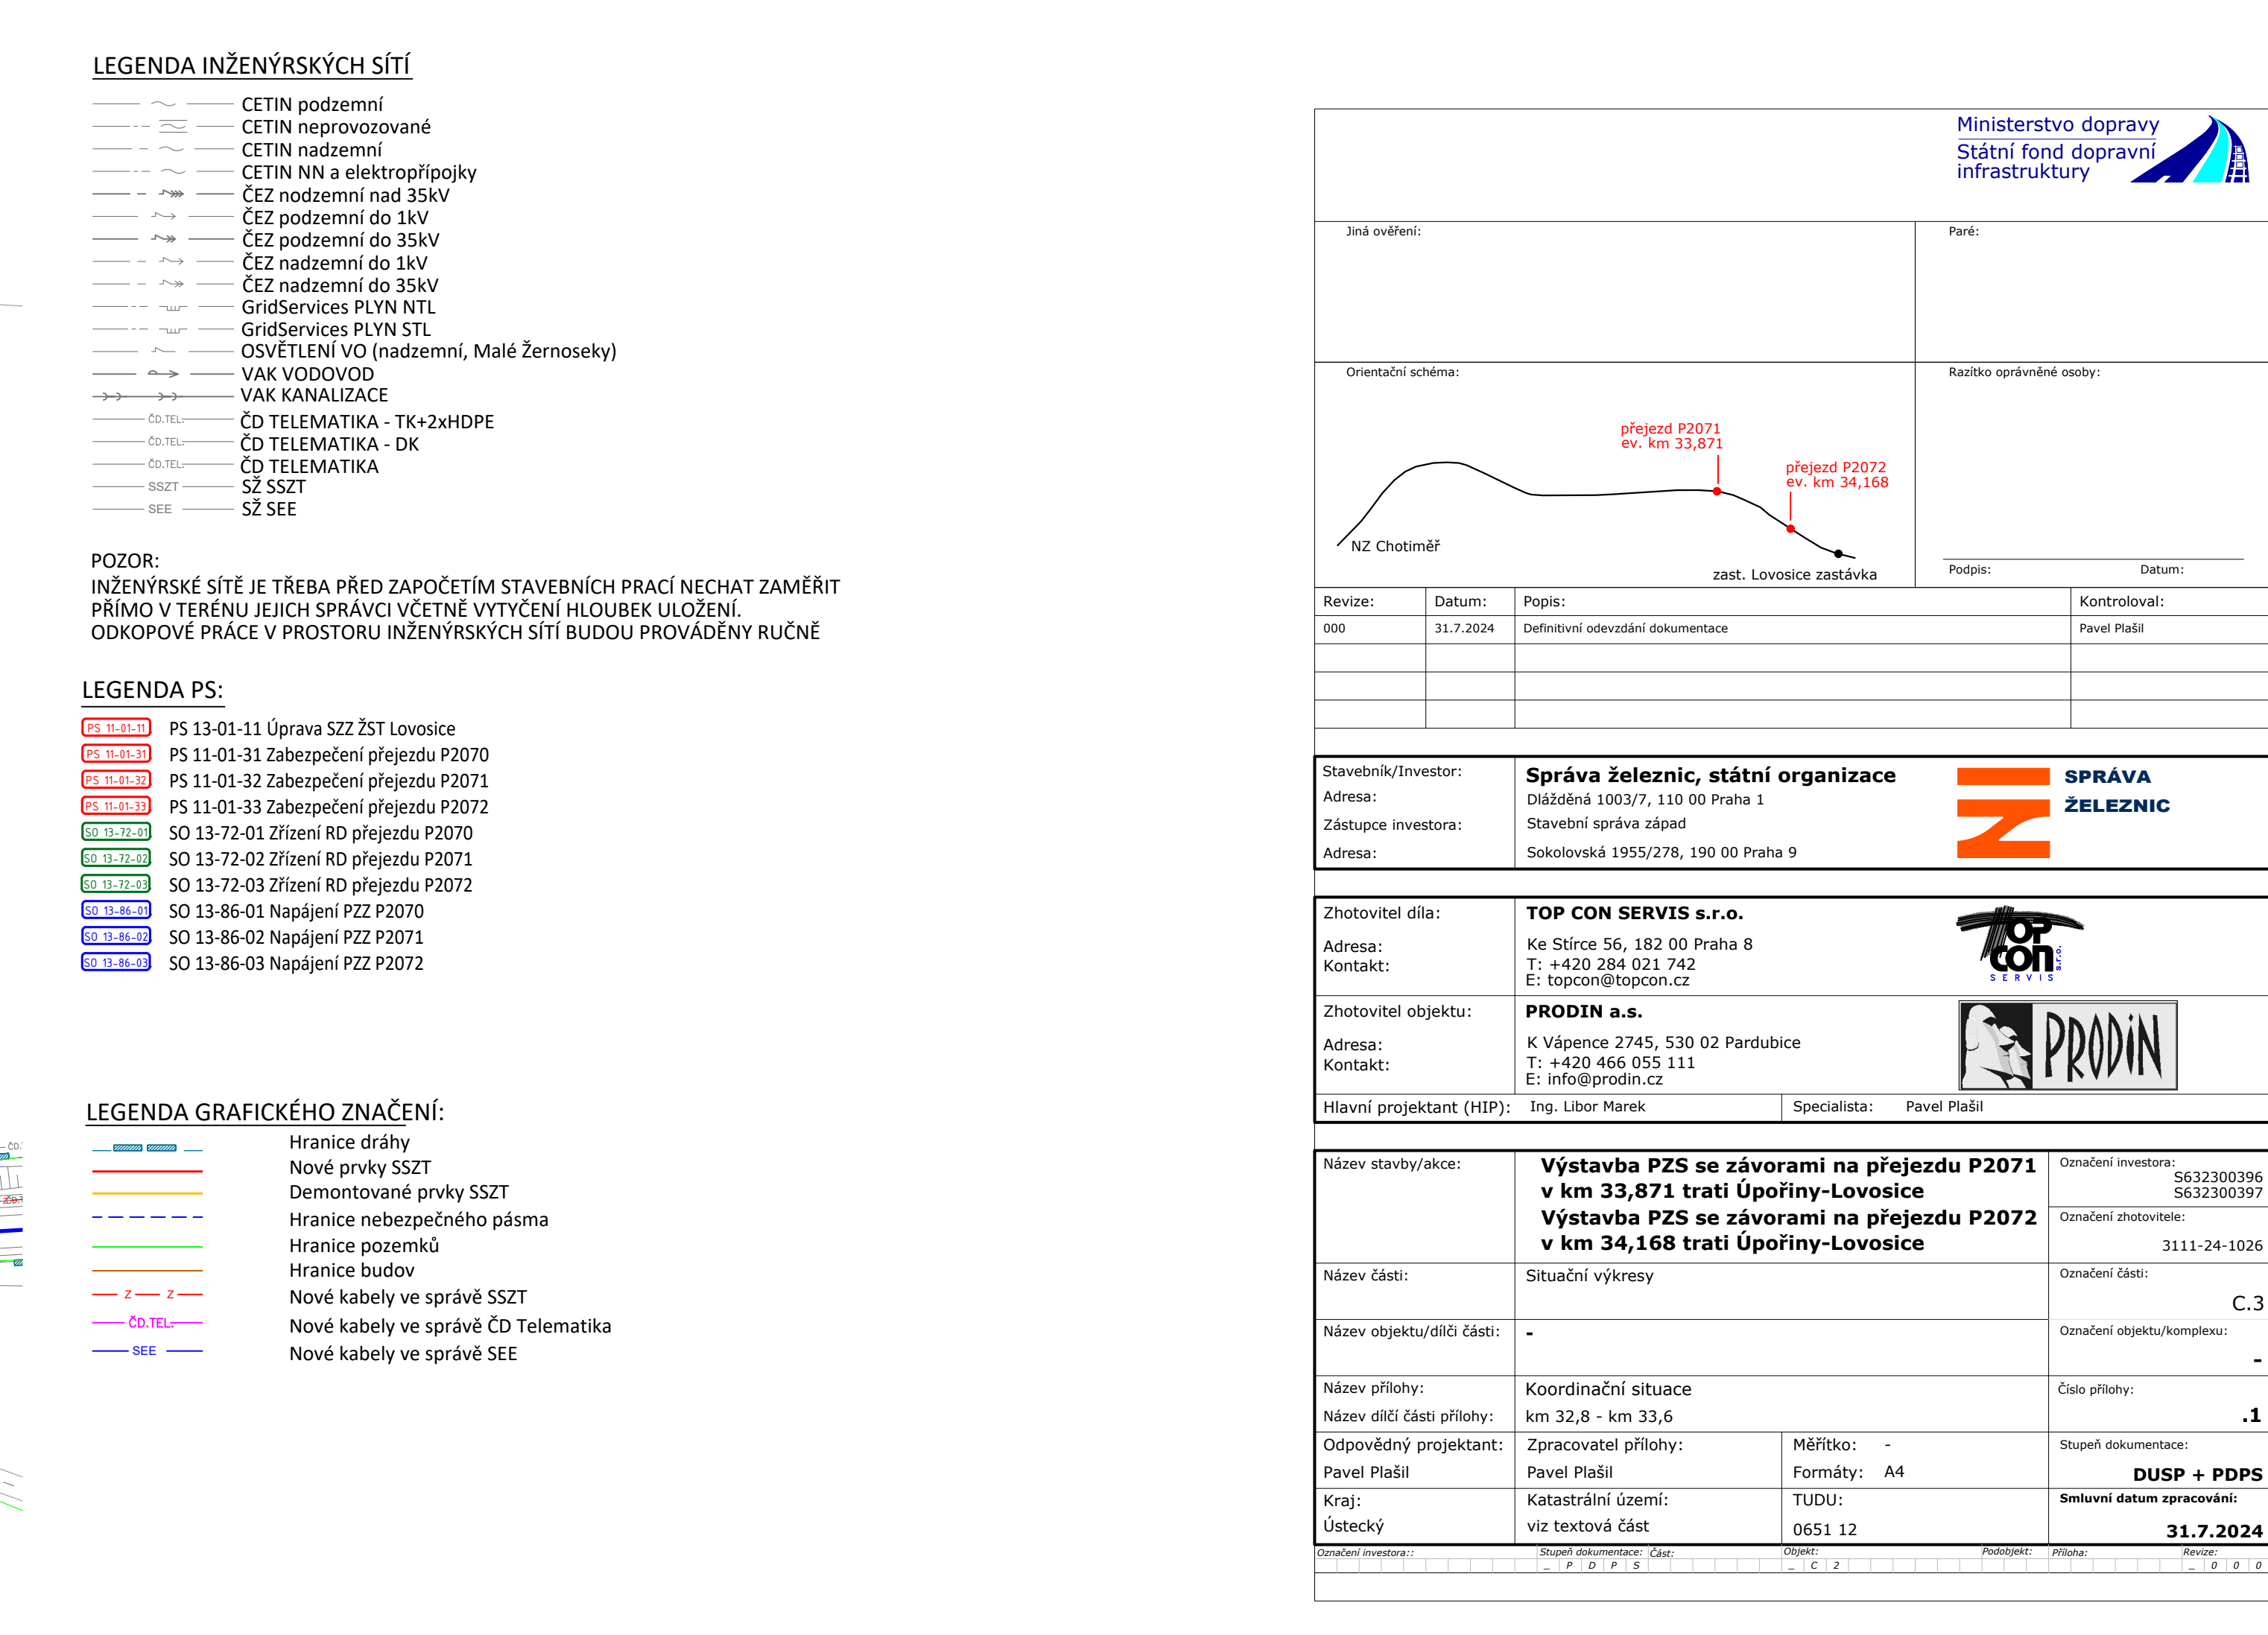 LEGENDA INŽENÝRSKÝCH SÍTÍ
CETIN podzemní
CETIN neprovozované
CETIN nadzemní
CETIN NN a elektropřípojky
ČEZ nodzemní nad 35kV
ČEZ podzemní do 1kV
ČEZ podzemní do 35kV
ČEZ nadzemní do 1kV
ČEZ nadzemní do 35kV
GridServices PLYN NTL
GridServices PLYN STL
OSVĚTLENÍ VO (nadzemní, Malé Žernoseky)
VAK VODOVOD
VAK KANALIZACE
ČD.TEL. ČD TELEMATIKA - TK+2xHDPE
ČD.TEL. ČD TELEMATIKA - DK
ČD.TEL. ČD TELEMATIKA
SSZT SŽ SSZT
SEE SŽ SEE
POZOR:
INŽENÝRSKÉ SÍTĚ JE TŘEBA PŘED ZAPOČETÍM STAVEBNÍCH PRACÍ NECHAT ZAMĚŘIT
PŘÍMO V TERÉNU JEJICH SPRÁVCI VČETNĚ VYTYČENÍ HLOUBEK ULOŽENÍ.
ODKOPOVÉ PRÁCE V PROSTORU INŽENÝRSKÝCH SÍTÍ BUDOU PROVÁDĚNY RUČNĚ
LEGENDA PS:
PS 11-01-11 PS 13-01-11 Úprava SZZ ŽST Lovosice
PS 11-01-31 PS 11-01-31 Zabezpečení přejezdu P2070
PS 11-01-32 PS 11-01-32 Zabezpečení přejezdu P2071
PS 11-01-33 PS 11-01-33 Zabezpečení přejezdu P2072
SO 13-72-01 SO 13-72-01 Zřízení RD přejezdu P2070
SO 13-72-02 SO 13-72-02 Zřízení RD přejezdu P2071
SO 13-72-03 SO 13-72-03 Zřízení RD přejezdu P2072
SO 13-86-01 SO 13-86-01 Napájení PZZ P2070
SO 13-86-02 SO 13-86-02 Napájení PZZ P2071
SO 13-86-03 SO 13-86-03 Napájení PZZ P2072
LEGENDA GRAFICKÉHO ZNAČENÍ:
Hranice dráhy
Nové prvky SSZT
Demontované prvky SSZT
Hranice nebezpečného pásma
Hranice pozemků
Hranice budov
Z Z Nové kabely ve správě SSZT
ČD.TEL. Nové kabely ve správě ČD Telematika
SEE Nové kabely ve správě SEE
Ministerstvo dopravy
Státní fond dopravní
infrastruktury
Jiná ověření:
Paré:
Orientační schéma:
Razítko oprávněné osoby:
přejezd P2071
ev. km 33,871
přejezd P2072
ev. km 34,168
NZ Chotiměř
zast. Lovosice zastávka
Podpis: Datum:
Revize: Datum: Popis: Kontroloval:
000 31.7.2024 Definitivní odevzdání dokumentace Pavel Plašil
Stavebník/Investor: Správa železnic, státní organizace
Adresa: Dlážděná 1003/7, 110 00 Praha 1
Zástupce investora: Stavební správa západ
Adresa: Sokolovská 1955/278, 190 00 Praha 9
SPRÁVA
ŽELEZNIC
Zhotovitel díla: TOP CON SERVIS s.r.o.
Adresa: Ke Stírce 56, 182 00 Praha 8
Kontakt: T: +420 284 021 742
E: topcon@topcon.cz
TOP
CON
SERVIS
s.r.o.
Zhotovitel objektu: PRODIN a.s.
Adresa: K Vápence 2745, 530 02 Pardubice
Kontakt: T: +420 466 055 111
E: info@prodin.cz
PRODIN
Hlavní projektant (HIP): Ing. Libor Marek Specialista: Pavel Plašil
Název stavby/akce: Výstavba PZS se závorami na přejezdu P2071
v km 33,871 trati Úpořiny-Lovosice
Výstavba PZS se závorami na přejezdu P2072
v km 34,168 trati Úpořiny-Lovosice
Označení investora:
S632300396
S632300397
Označení zhotovitele:
3111-24-1026
Název části: Situační výkresy
Označení části:
C.3
Název objektu/dílči části: -
Označení objektu/komplexu:
-
Název přílohy: Koordinační situace
Název dílčí části přílohy: km 32,8 - km 33,6
Číslo přílohy:
.1
Odpovědný projektant: Zpracovatel přílohy: Měřítko: -
Pavel Plašil Pavel Plašil Formáty: A4
Stupeň dokumentace:
DUSP + PDPS
Kraj: Katastrální území: TUDU:
Ústecký viz textová část 0651 12
Smluvní datum zpracování:
31.7.2024
Označení investora:: Stupeň dokumentace: Část: Objekt: Podobjekt: Příloha: Revize:
_ P D P S _ C 2 _ 0 0 0